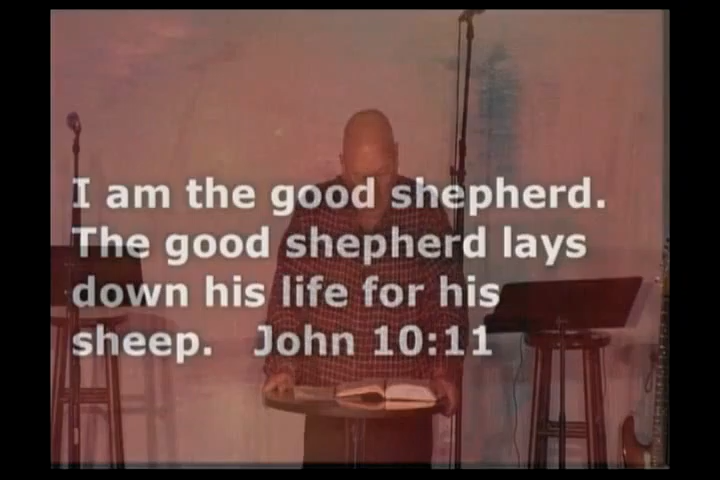 I am the good shepherd.
The good shepherd lays
down his life for his
sheep. John 10:11